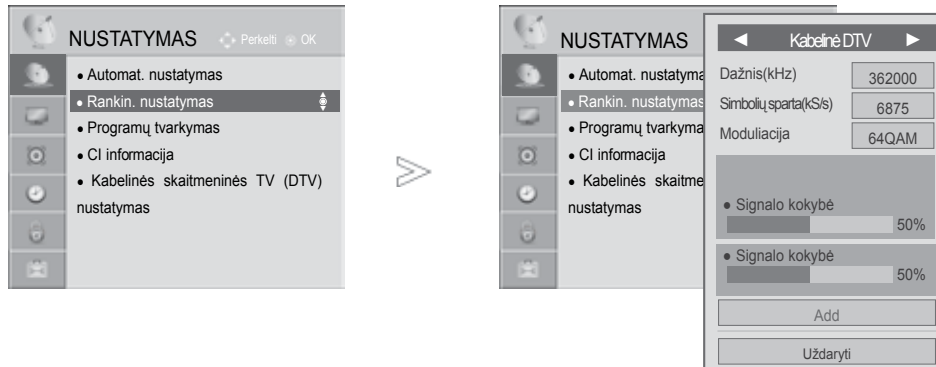 NUSTATYMAS Perkelti OK
• Automat. nustatymas
• Rankin. nustatymas
• Programų tvarkymas
• CI informacija
• Kabelinės skaitmeninės TV (DTV)
nustatymas
NUSTATYMAS
• Automat. nustatyma
• Rankin. nustatymas
• Programų tvarkyma
• CI informacija
• Kabelinės skaitme
nustatymas
◄ Kabelinė DTV ►
Dažnis(kHz) 362000
Simbolių sparta(kS/s) 6875
Moduliacija 64QAM
• Signalo kokybė
50%
• Signalo kokybė
50%
Add
Uždaryti